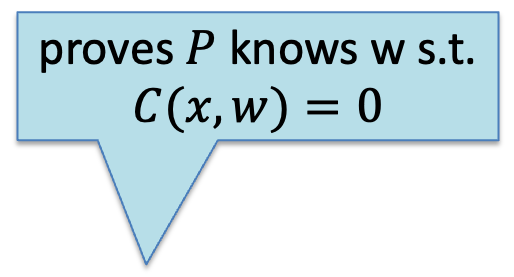 proves P knows w s.t.
C(x, w) = 0